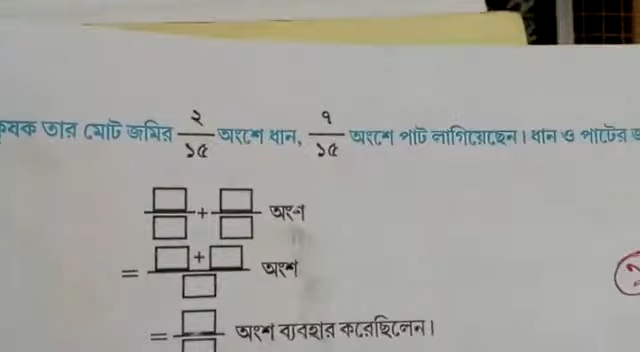 কৃষক তার মোট জমির ২/১৫ অংশে ধান, ৭/১৫ অংশে পাট লাগিয়েছেন। ধান ও পাটের
□/□ + □/□ অংশ
= □+□/□ অংশ
= □/□ অংশ ব্যবহার করেছিলেন।